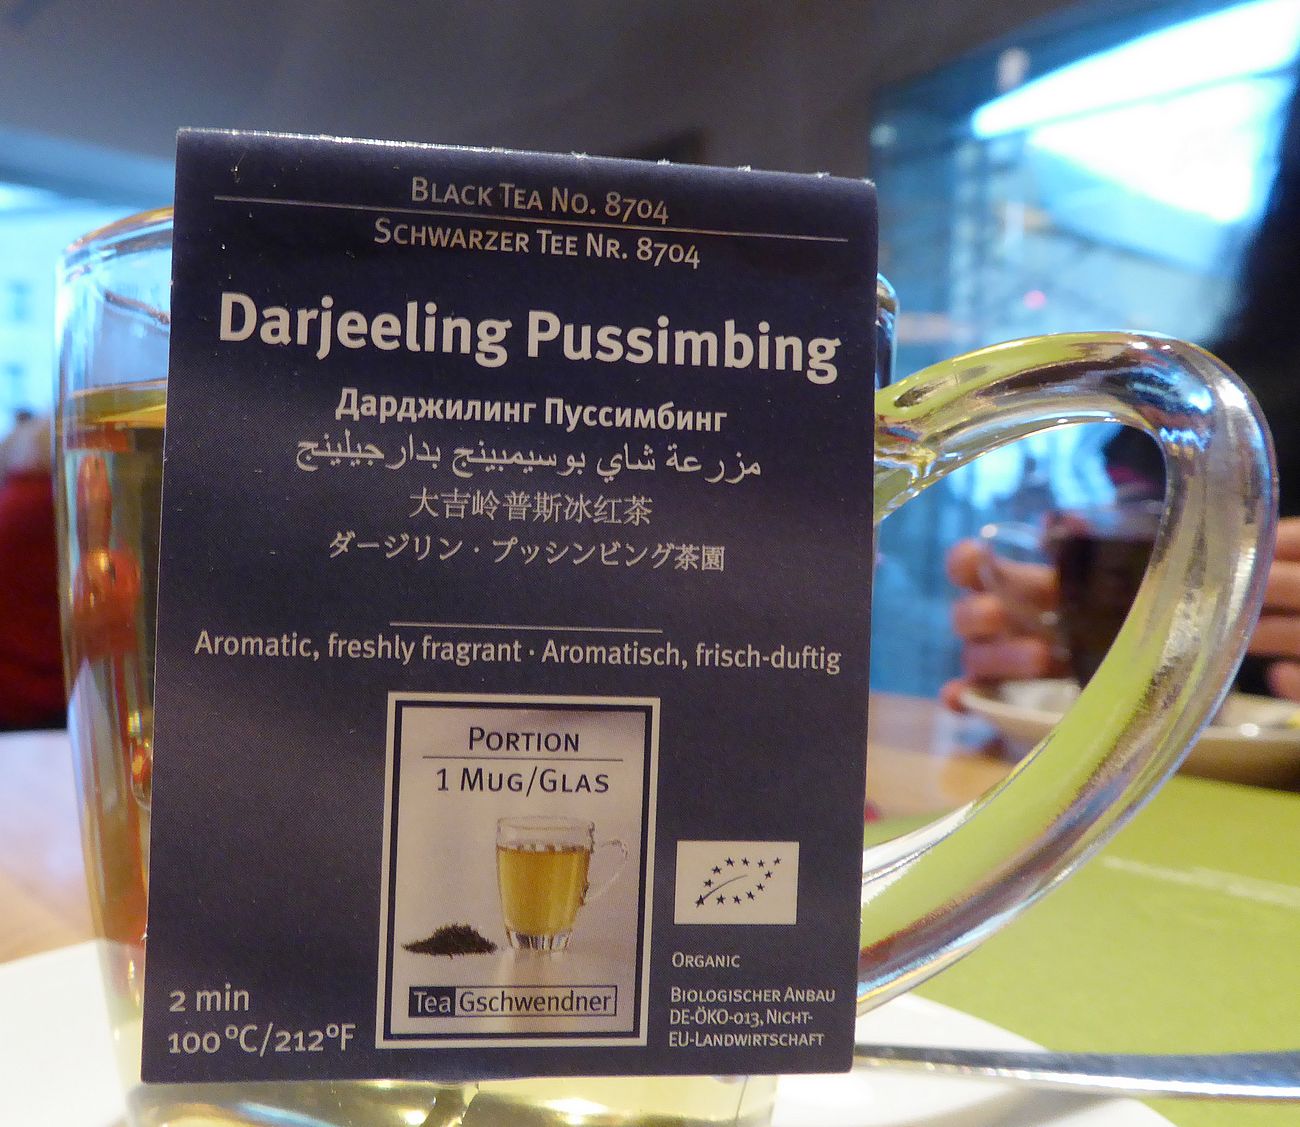 Black Tea No. 8704
Schwarzer Tee Nr. 8704
Darjeeling Pussimbing
Дарджилинг Пуссимбинг
مزرعة شاي بوسيمبينج بدارجيلينج
大吉岭普斯冰红茶
ダージリン・プッシンビング茶園
Aromatic, freshly fragrant · Aromatisch, frisch-duftig
Portion
1 Mug/Glas
Tea Gschwendner
2 min
100°C/212°F
Organic
Biologischer Anbau
DE-ÖKO-013, Nicht-
EU-Landwirtschaft